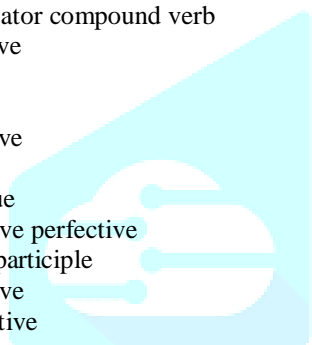 ator compound verb
ve
ve
ue
ve perfective
participle
ve
tive